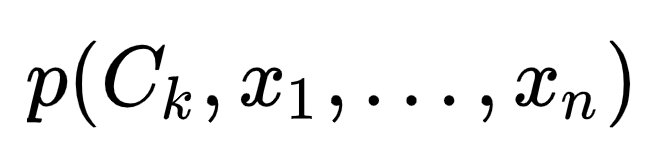 p(C_k, x_1, . . . , x_n)